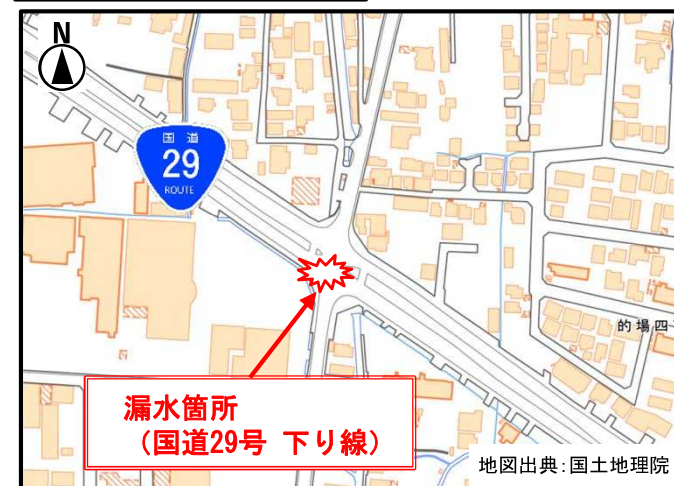 N
国道
29
ROUTE
的場四
漏水箇所
（国道29号 下り線）
地図出典：国土地理院